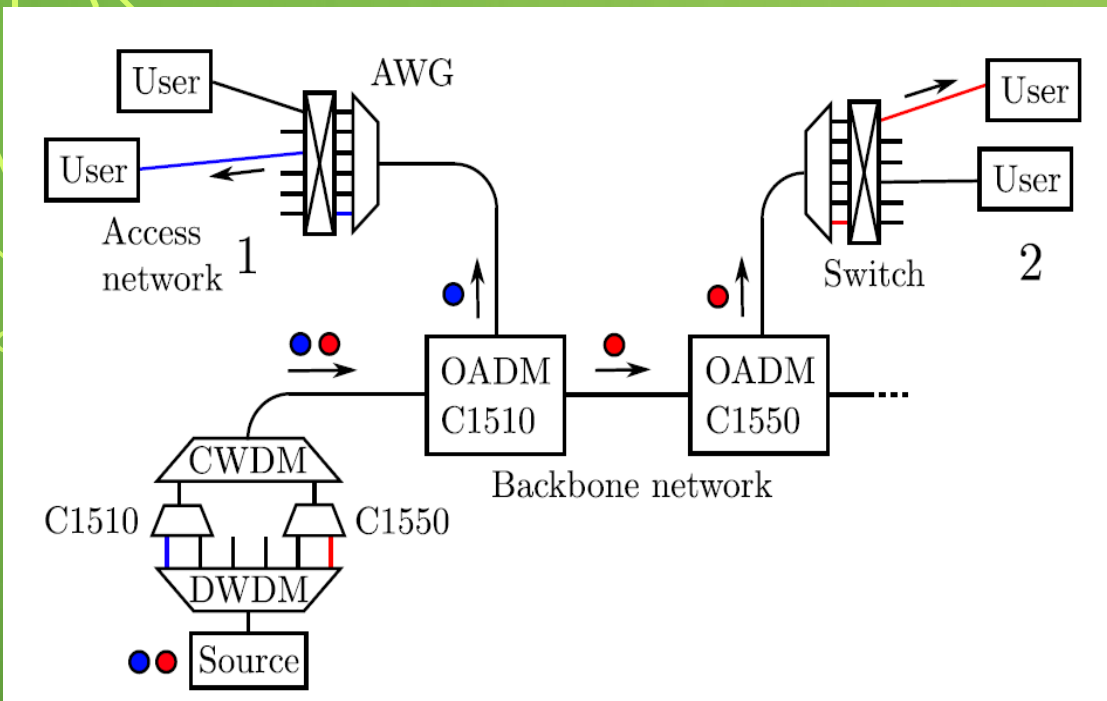 User
AWG
User
User
User
Access
network
1
Switch
2
OADM
C1510
OADM
C1550
CWDM
Backbone network
C1510
C1550
DWDM
Source